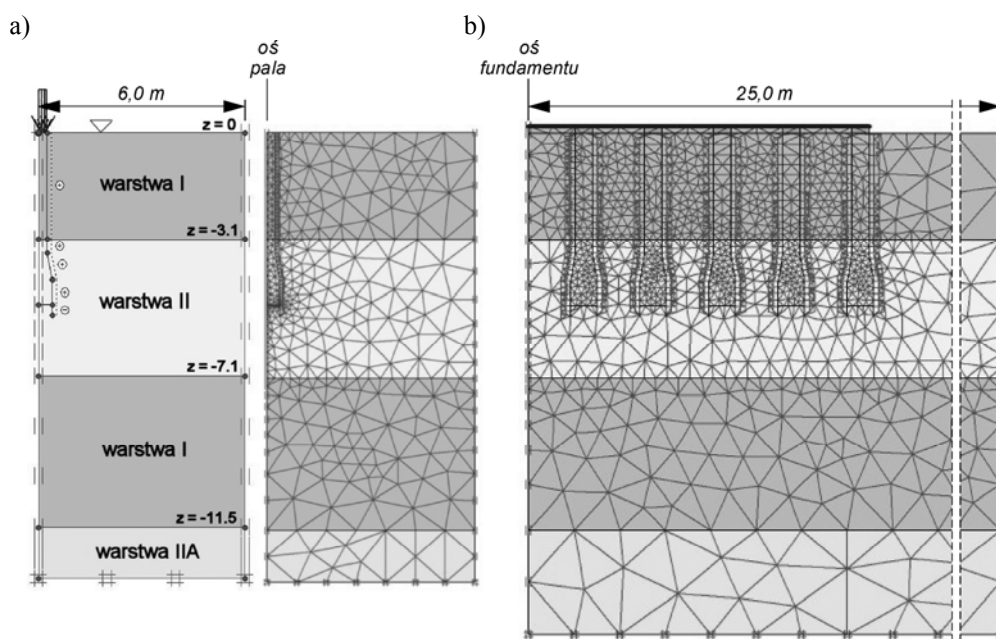 a)
b)
oś
pala
oś
fundamentu
6,0 m
25,0 m
z = 0
warstwa I
z = -3.1
warstwa II
z = -7.1
warstwa I
z = -11.5
warstwa IIA